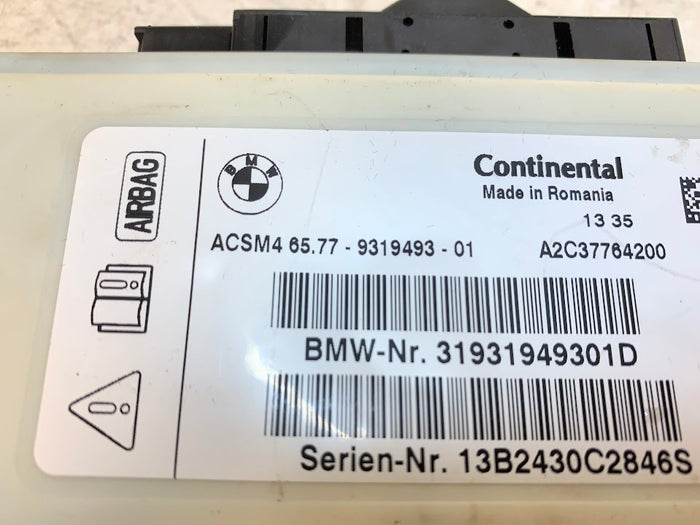 AIRBAG
BMW
Continental
Made in Romania
13 35
ACSM4 65.77 - 9319493 - 01 A2C37764200
BMW-Nr. 31931949301D
Serien-Nr. 13B2430C2846S